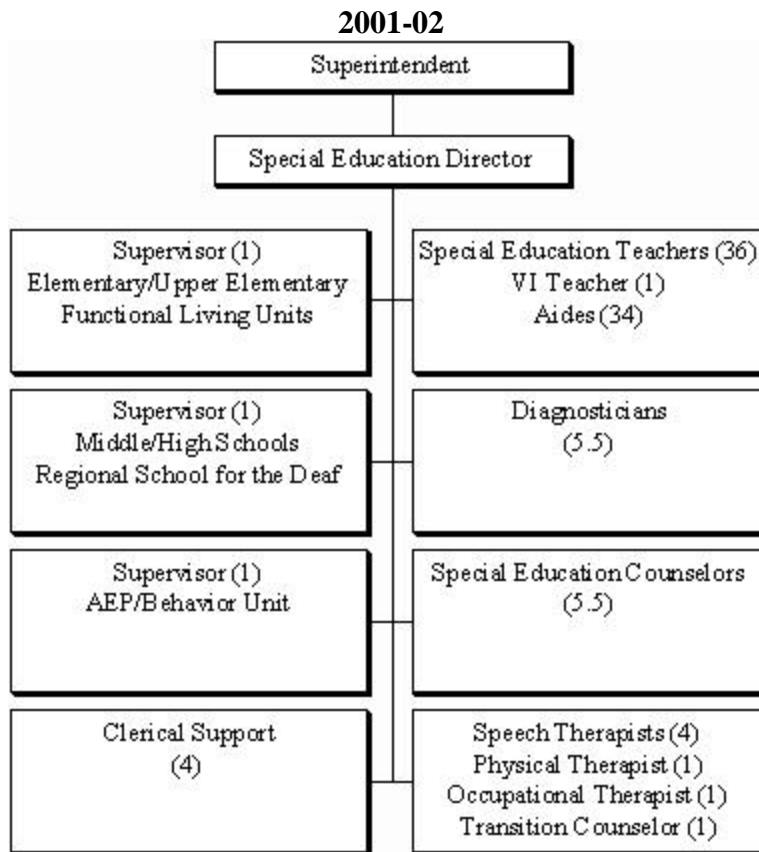 2001-02
Superintendent
Special Education Director
Supervisor (1)
Elementary/Upper Elementary
Functional Living Units
Special Education Teachers (36)
VI Teacher (1)
Aides (34)
Supervisor (1)
Middle/High Schools
Regional School for the Deaf
Diagnosticians
(5.5)
Supervisor (1)
AEP/Behavior Unit
Special Education Counselors
(5.5)
Clerical Support
(4)
Speech Therapists (4)
Physical Therapist (1)
Occupational Therapist (1)
Transition Counselor (1)